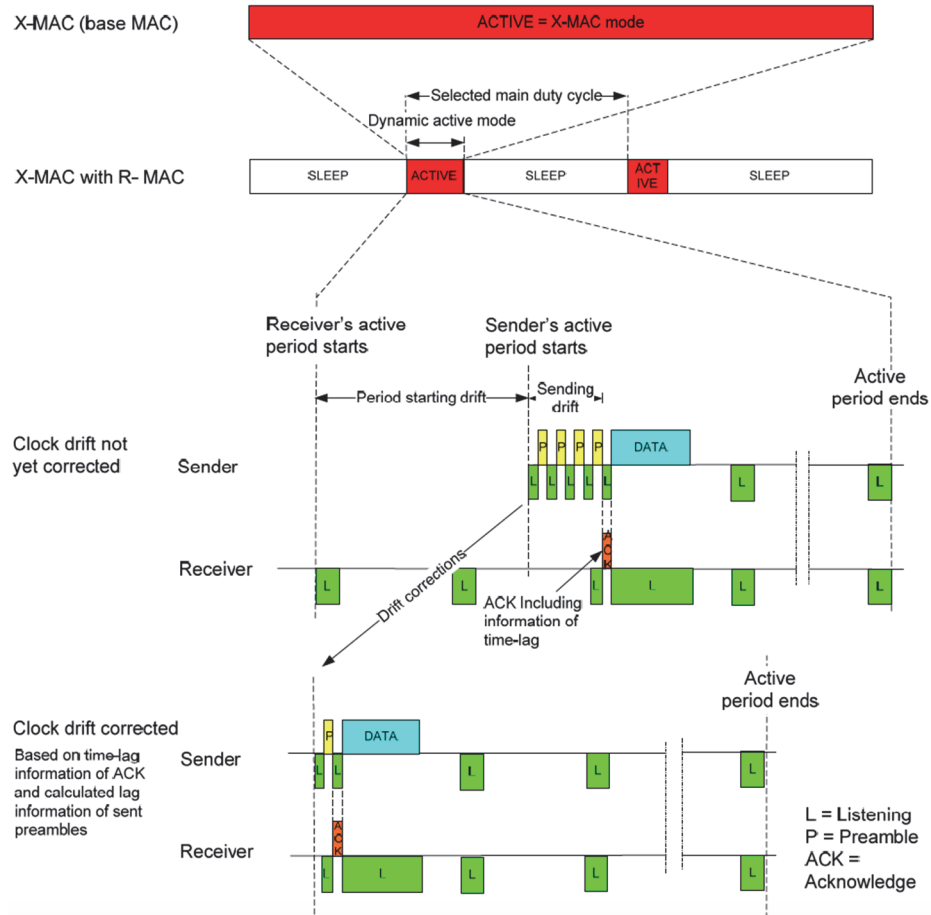 X-MAC (base MAC)
ACTIVE = X-MAC mode
Selected main duty cycle
Dynamic active mode
X-MAC with R- MAC
SLEEP
ACTIVE
SLEEP
ACT
IVE
SLEEP
Receiver's active
period starts
Sender's active
period starts
Active
period ends
Period starting drift
Sending
drift
Clock drift not
yet corrected
Sender
P
P
P
P
DATA
L
L
L
L
L
L
L
Receiver
L
L
L
A
C
K
L
L
L
Drift corrections
ACK Including
information of
time-lag
Active
period ends
Clock drift corrected
Based on time-lag
information of ACK
and calculated lag
information of sent
preambles
Sender
P
DATA
L
L
L
L
L
Receiver
A
C
K
L
L
L
L
L
L = Listening
P = Preamble
ACK =
Acknowledge